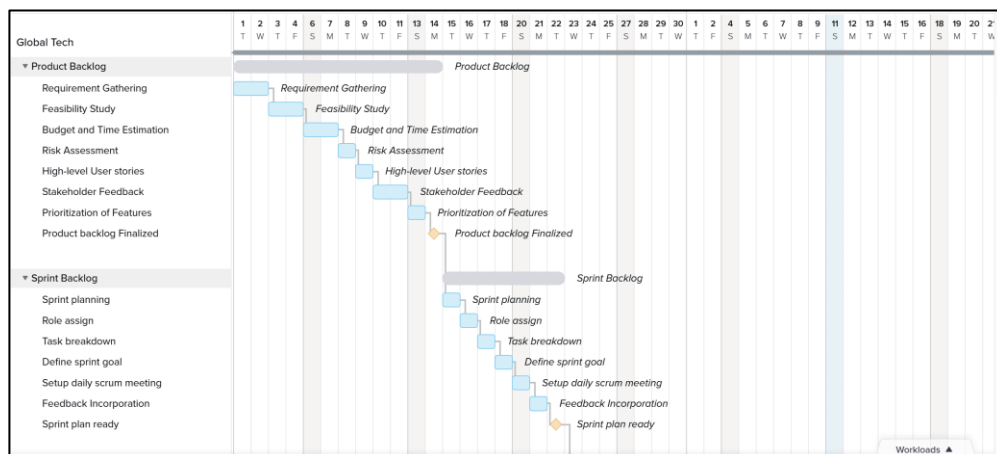 1 2 3 4 6 7 8 9 10 11 13 14 15 16 17 18 20 21 22 23 24 25 27 28 29 30 1 2 4 5 6 7 8 9 11 12 13 14 15 16 18 19 20 21
T W T F S M T W T F S M T W T F S M T W T F S M T W T F S M T W T F S M T W T F S M T W
Global Tech
Product Backlog Product Backlog
Requirement Gathering Requirement Gathering
Feasibility Study Feasibility Study
Budget and Time Estimation Budget and Time Estimation
Risk Assessment Risk Assessment
High-level User stories High-level User stories
Stakeholder Feedback Stakeholder Feedback
Prioritization of Features Prioritization of Features
Product backlog Finalized Product backlog Finalized
Sprint Backlog Sprint Backlog
Sprint planning Sprint planning
Role assign Role assign
Task breakdown Task breakdown
Define sprint goal Define sprint goal
Setup daily scrum meeting Setup daily scrum meeting
Feedback Incorporation Feedback Incorporation
Sprint plan ready Sprint plan ready
Workloads